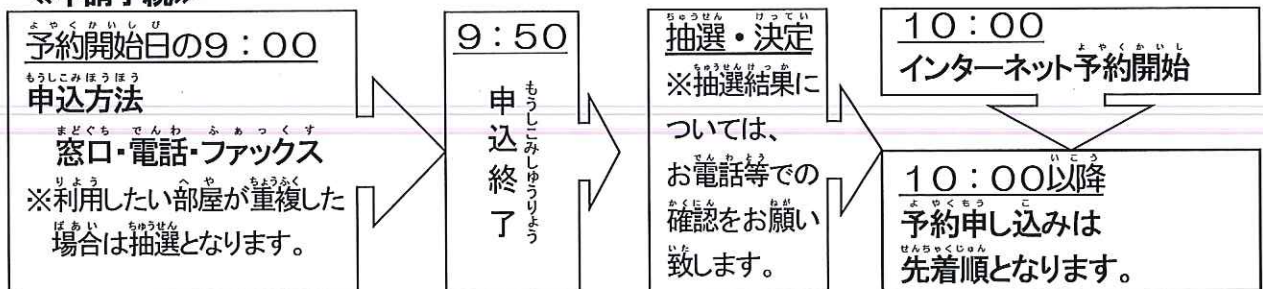 予約開始日の9：00
申込方法
窓口・電話・ファックス
※利用したい部屋が重複した
場合は抽選となります。
9：50
申込終了
抽選・決定
※抽選結果に
ついては、
お電話等での
確認をお願い
致します。
10：00
インターネット予約開始
10：00以降
予約申し込みは
先着順となります。